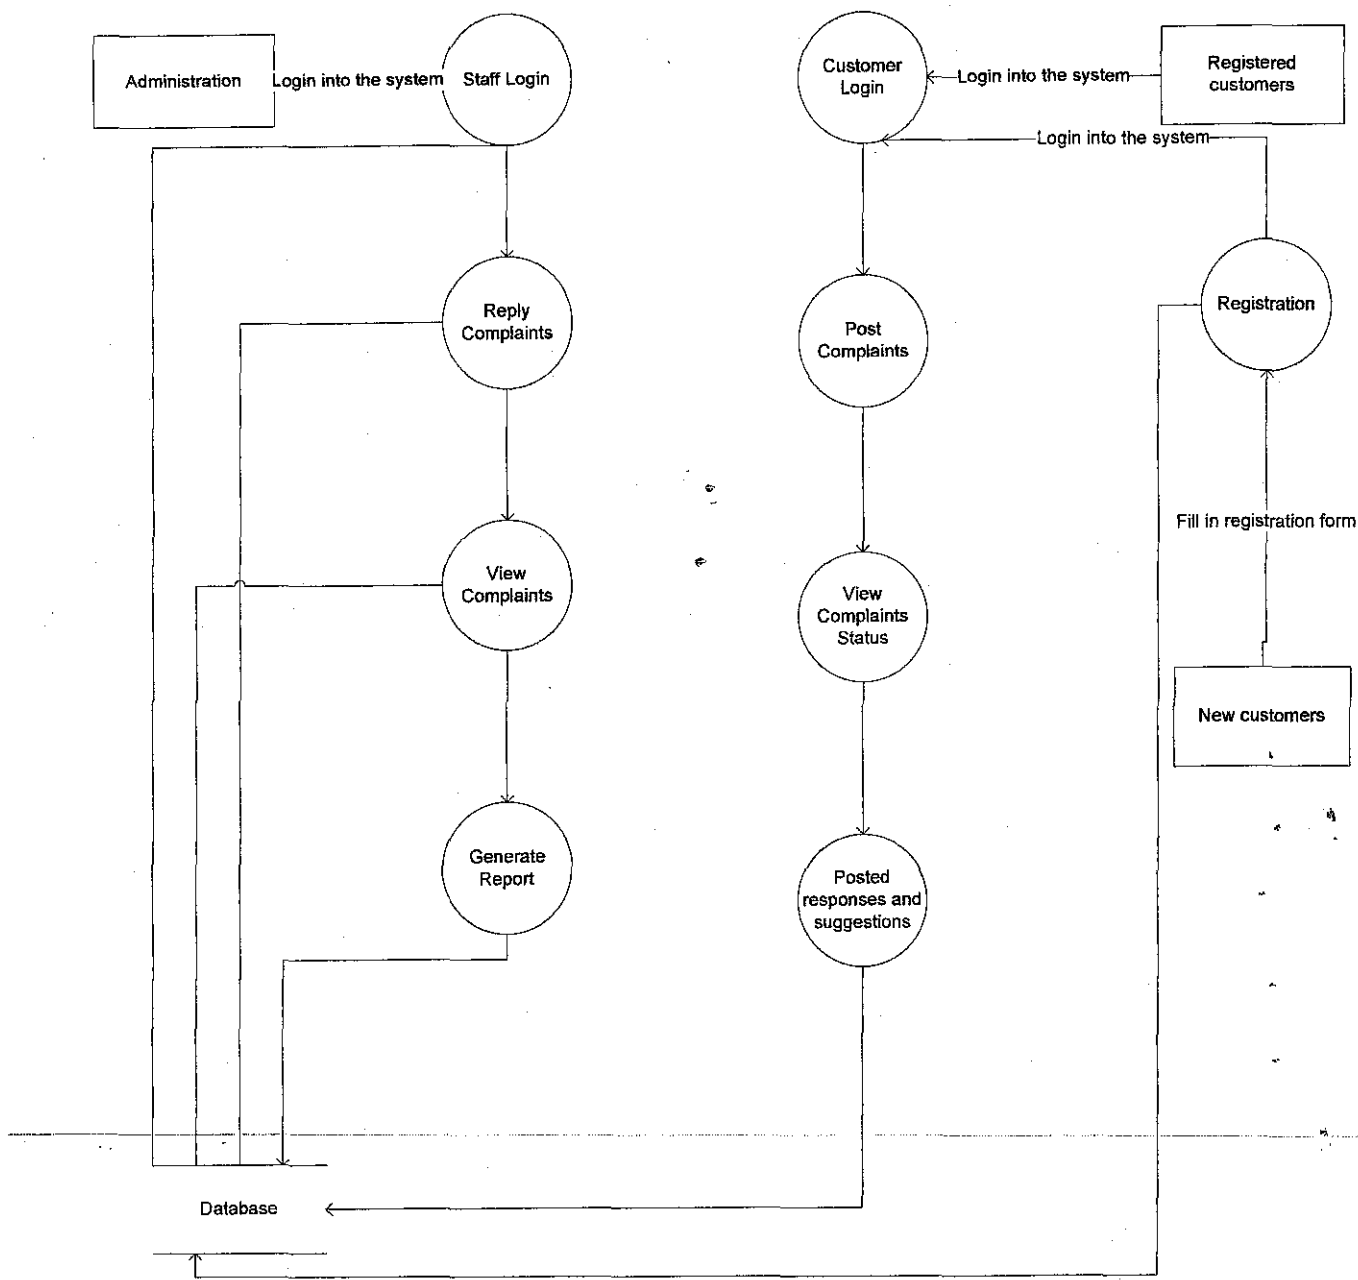 Administration
Login into the system
Staff Login
Customer
Login
Login into the system
Registered
customers
Login into the system
Reply
Complaints
Post
Complaints
Registration
Fill in registration form
View
Complaints
View
Complaints
Status
New customers
Generate
Report
Posted
responses and
suggestions
Database